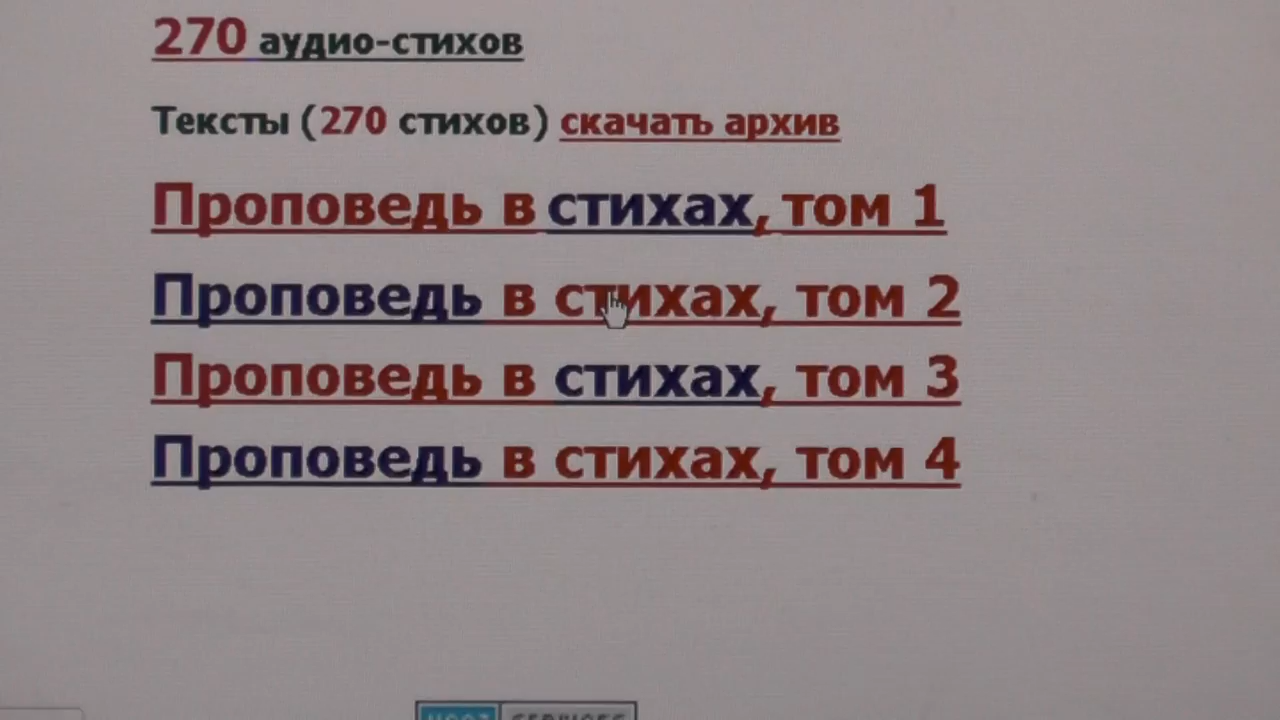 270 аудио-стихов
Тексты (270 стихов) скачать архив
Проповедь в стихах, том 1
Проповедь в стихах, том 2
Проповедь в стихах, том 3
Проповедь в стихах, том 4